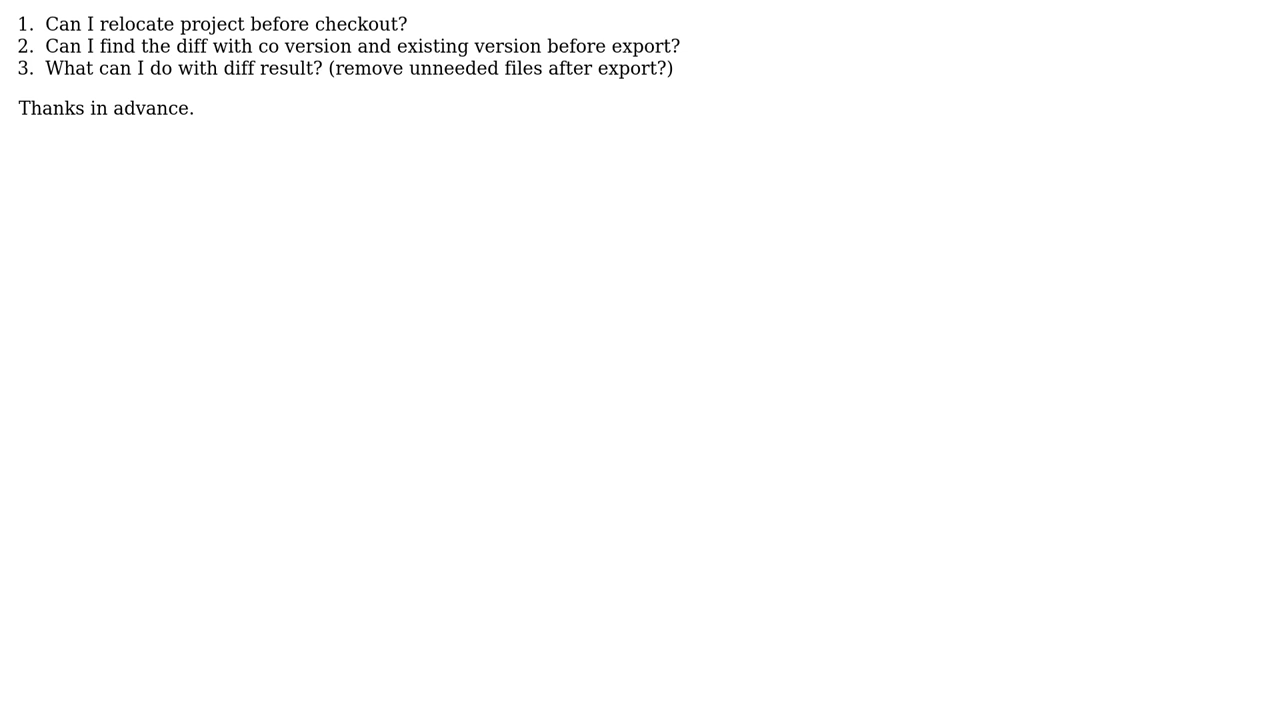 1. Can I relocate project before checkout?
2. Can I find the diff with co version and existing version before export?
3. What can I do with diff result? (remove unneeded files after export?)
Thanks in advance.